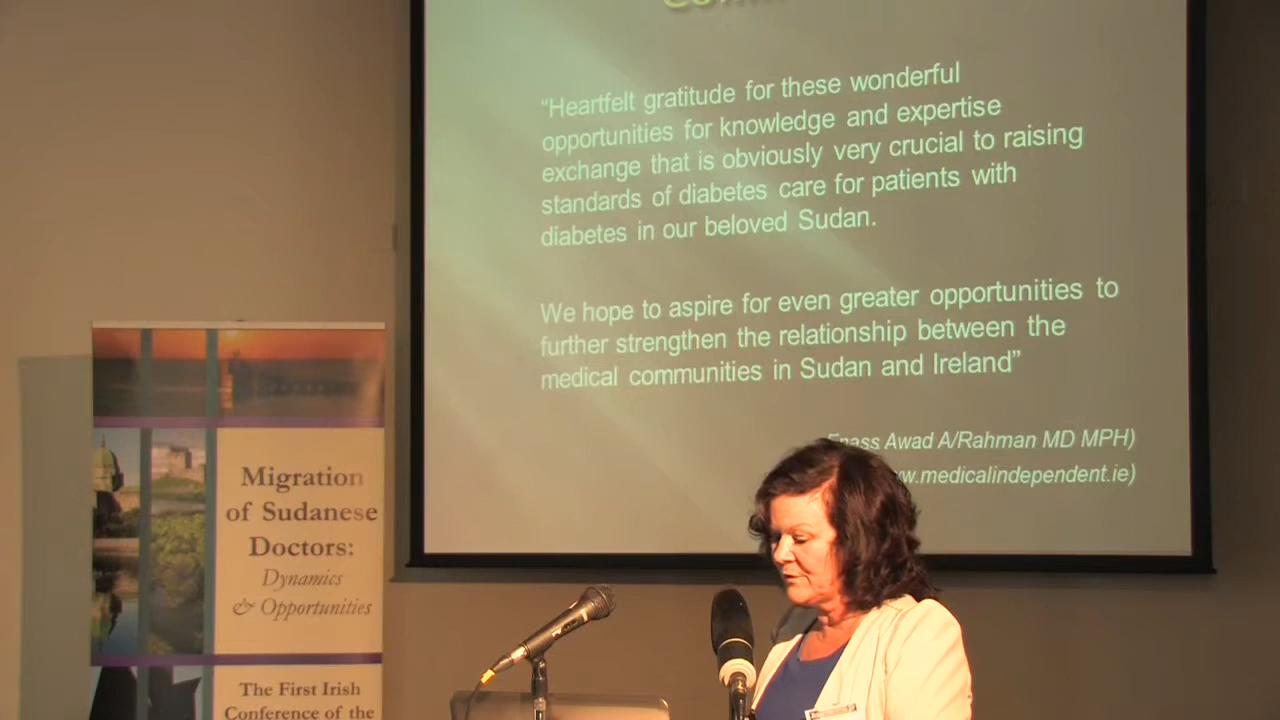 “Heartfelt gratitude for these wonderful
opportunities for knowledge and expertise
exchange that is obviously very crucial to raising
standards of diabetes care for patients with
diabetes in our beloved Sudan.
We hope to aspire for even greater opportunities to
further strengthen the relationship between the
medical communities in Sudan and Ireland”
Awad A/Rahman MD MPH)
w.medicalindependent.ie)
Migration
of Sudanese
Doctors:
Dynamics
& Opportunities
The First Irish
Conference of the